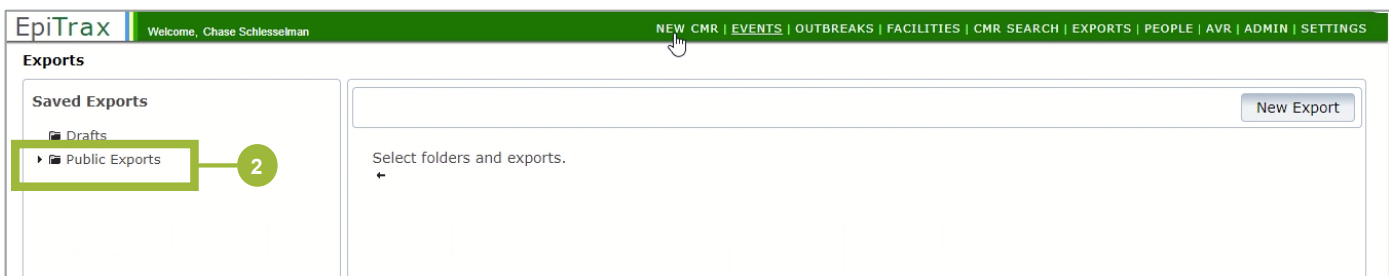 EpiTrax Welcome, Chase Schlesselman NEW CMR | EVENTS | OUTBREAKS | FACILITIES | CMR SEARCH | EXPORTS | PEOPLE | AVR | ADMIN | SETTINGS
Exports
Saved Exports
Drafts
Public Exports
2
New Export
Select folders and exports.